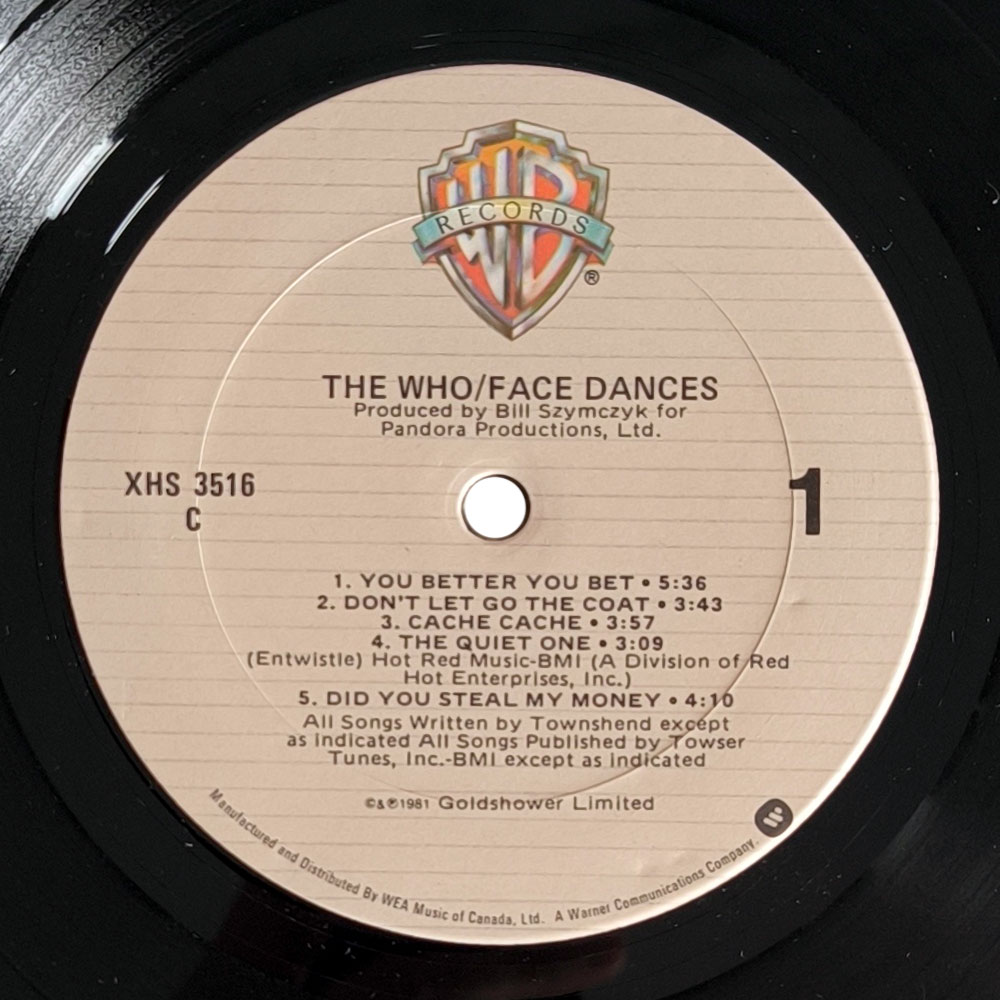 WB
RECORDS
®
THE WHO/FACE DANCES
Produced by Bill Szymczyk for
Pandora Productions, Ltd.
XHS 3516
C
1
1. YOU BETTER YOU BET • 5:36
2. DON'T LET GO THE COAT • 3:43
3. CACHE CACHE • 3:57
4. THE QUIET ONE • 3:09
(Entwistle) Hot Red Music-BMI (A Division of Red
Hot Enterprises, Inc.)
5. DID YOU STEAL MY MONEY • 4:10
All Songs Written by Townshend except
as indicated All Songs Published by Towser
Tunes, Inc.-BMI except as indicated
©&℗1981 Goldshower Limited
Manufactured and Distributed By WEA Music of Canada, Ltd. A Warner Communications Company.